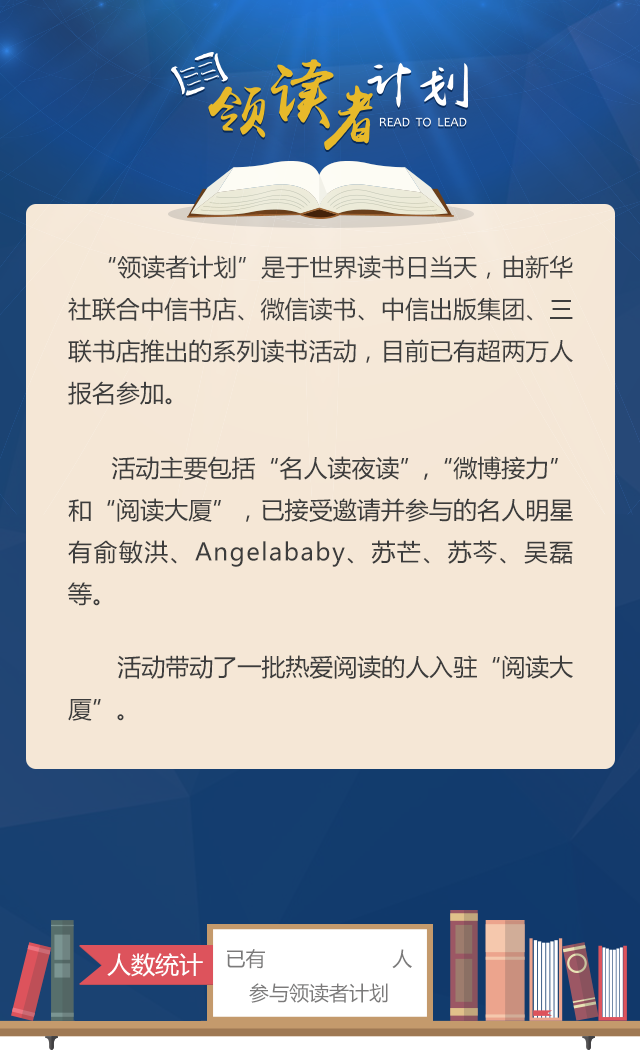 领读者计划
READ TO LEAD
“领读者计划”是于世界读书日当天，由新华
社联合中信书店、微信读书、中信出版集团、三
联书店推出的系列读书活动，目前已有超两万人
报名参加。
活动主要包括“名人读夜读”，“微博接力”
和“阅读大厦”，已接受邀请并参与的名人明星
有俞敏洪、Angelababy、苏芒、苏芩、吴磊
等。
活动带动了一批热爱阅读的人入驻“阅读大
厦”。
人数统计
已有 人
参与领读者计划